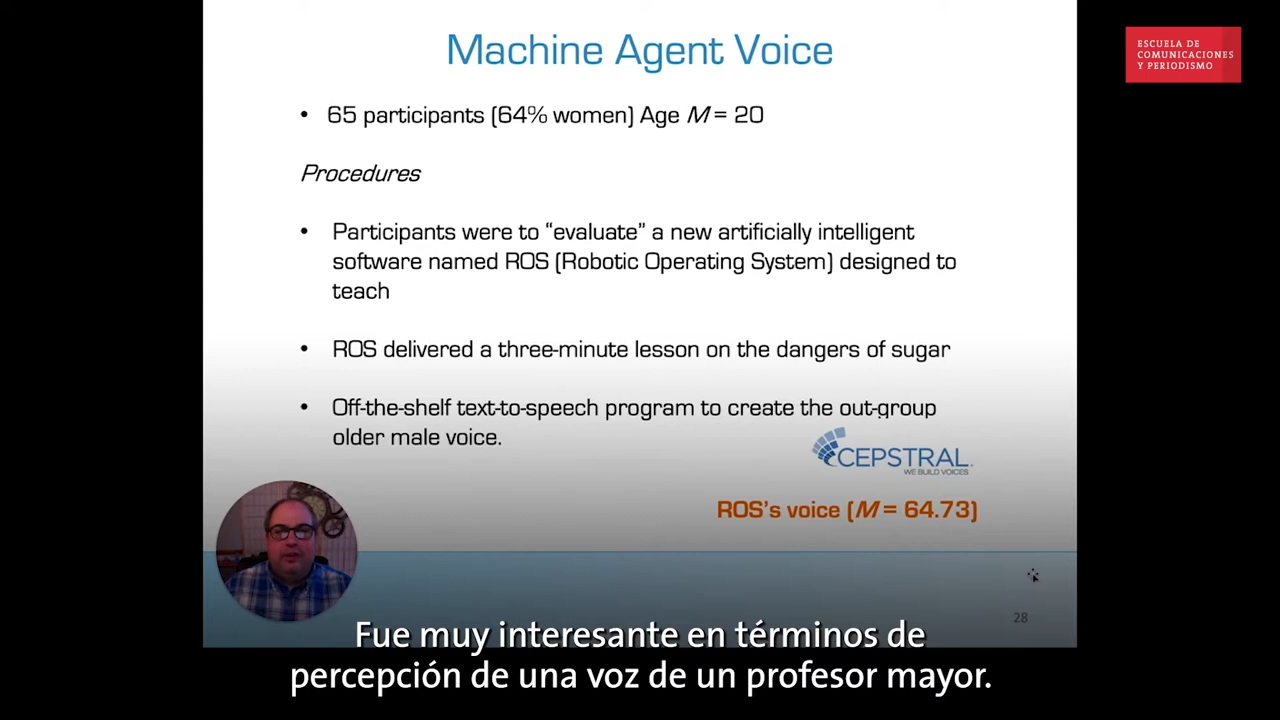 Machine Agent Voice
ESCUELA DE
COMUNICACIONES
Y PERIODISMO
• 65 participants (64% women) Age M = 20
Procedures
• Participants were to “evaluate” a new artificially intelligent
software named ROS (Robotic Operating System) designed to
teach
• ROS delivered a three-minute lesson on the dangers of sugar
• Off-the-shelf text-to-speech program to create the out-group
older male voice.
CEPSTRAL
WE BUILD VOICES
ROS’s voice (M = 64.73)
28
Fue muy interesante en términos de
percepción de una voz de un profesor mayor.